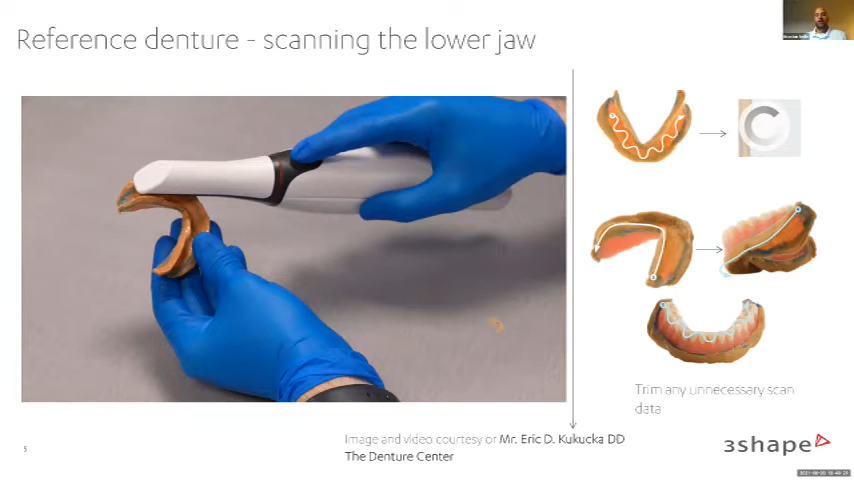 Reference denture - scanning the lower jaw
Trim any unnecessary scan
data
Image and video courtesy or Mr. Eric D. Kukucka DD
The Denture Center
3shape
5